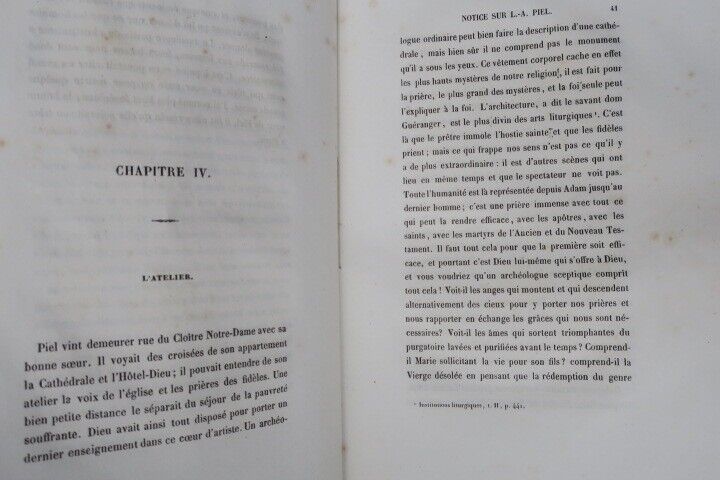 CHAPITRE IV.
L'ATELIER.
Piel vint demeurer rue du Cloître Notre-Dame avec sa
bonne sœur. Il voyait des croisées de son appartement
la Cathédrale et l'Hôtel-Dieu ; il pouvait entendre de son
atelier la voix de l'église et les prières des fidèles. Une
bien petite distance le séparait du séjour de la pauvreté
souffrante. Dieu avait ainsi tout disposé pour porter un
dernier enseignement dans ce cœur d'artiste. Un archéo-
NOTICE SUR L.-A. PIEL. 41
logue ordinaire peut bien faire la description d'une cathé-
drale, mais bien sûr il ne comprend pas le monument
qu'il a sous les yeux. Ce vêtement corporel cache en effet
les plus hauts mystères de notre religion, il est fait pour
la prière, le plus grand des mystères, et la foi seule peut
l'expliquer à la foi. L'architecture, a dit le savant dom
Guéranger, est le plus divin des arts liturgiques ¹. C'est
là que le prêtre immole l'hostie sainte et que les fidèles
prient ; mais ce qui frappe nos sens n'est pas ce qu'il y
a de plus extraordinaire : il est d'autres scènes qui ont
lieu en même temps et que le spectateur ne voit pas.
Toute l'humanité est là représentée depuis Adam jusqu'au
dernier homme ; c'est une prière immense avec tout ce
qui peut la rendre efficace, avec les apôtres, avec les
saints, avec les martyrs de l'Ancien et du Nouveau Tes-
tament. Il faut tout cela pour que la première soit effi-
cace, et pourtant c'est Dieu lui-même qui s'offre à Dieu,
et vous voudriez qu'un archéologue sceptique comprit
tout cela ! Voit-il les anges qui montent et qui descendent
alternativement des cieux pour y porter nos prières et
nous rapporter en échange les grâces qui nous sont né-
cessaires? Voit-il les âmes qui sortent triomphantes du
purgatoire lavées et purifiées avant le temps ? Comprend-
il Marie sollicitant la vie pour son fils? comprend-il la
Vierge désolée en pensant que la rédemption du genre
¹ Institutions liturgiques, t. II, p. 441.